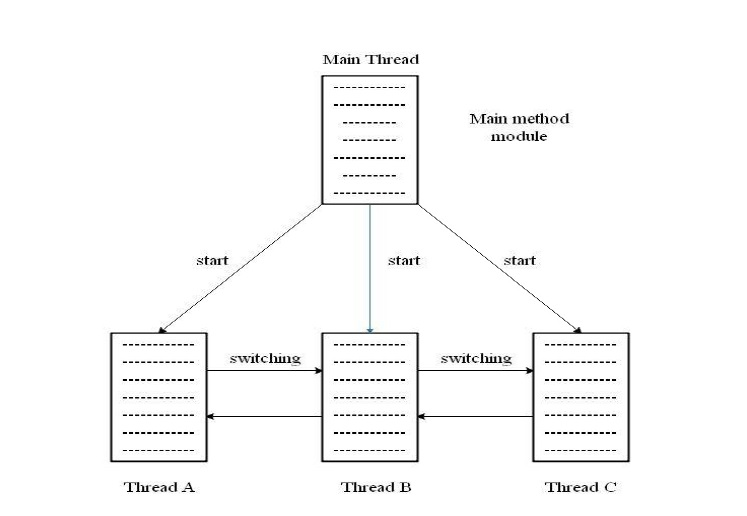 Main Thread
Main method
module
start
start
start
switching
switching
Thread A
Thread B
Thread C